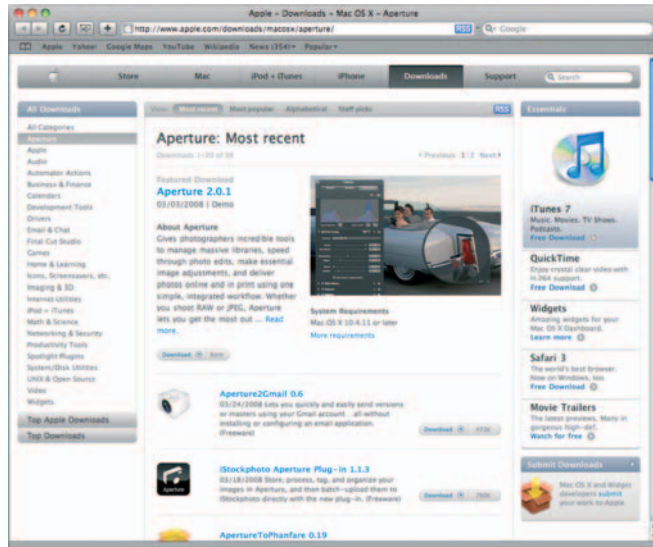 Apple – Downloads – Mac OS X – Aperture
http://www.apple.com/downloads/macosx/aperture/
RSS
Google
Apple Yahoo! Google Maps YouTube Wikipedia News (354) Popular
Store Mac iPod + iTunes iPhone Downloads Support Search
All Downloads
All Categories
Aperture
Apple
Audio
Automator Actions
Business & Finance
Calendars
Development Tools
Drivers
Email & Chat
Final Cut Studio
Games
Home & Learning
Icons, Screensavers, etc.
Imaging & 3D
Internet Utilities
iPod + iTunes
Math & Science
Networking & Security
Productivity Tools
Spotlight Plugins
System/Disk Utilities
UNIX & Open Source
Video
Widgets
Top Apple Downloads
Top Downloads
View: Most recent Most popular Alphabetical Staff picks RSS
Aperture: Most recent
Downloads 1-20 of
Previous 1/2 Next
Featured Download
Aperture 2.0.1
03/03/2008 | Demo
About Aperture
Gives photographers incredible tools
to manage massive libraries, speed
through photo edits, make essential
image adjustments, and deliver
photos online and in print using one
simple, integrated workflow. Whether
you shoot RAW or JPEG, Aperture
lets you get the most out ... Read
more.
Download
System Requirements
Mac OS X 10.4.11 or later
More requirements
Aperture2Gmail 0.6
03/24/2008 Lets you quickly and easily send versions
or masters using your Gmail account ...all without
installing or configuring an email application.
(Freeware)
Download
iStockphoto Aperture Plug-in 1.1.3
03/18/2008 Store, process, tag, and organize your
images in Aperture, and then batch-upload them to
iStockphoto directly with the new plug-in. (Freeware)
Download
Aperture
ApertureToPhanfare 0.19
Essentials
iTunes 7
Music. Movies. TV Shows.
Podcasts.
Free Download
QuickTime
Enjoy crystal clear video with
H.264 support.
Free Download
Widgets
Amazing widgets for your
Mac OS X Dashboard.
Learn more
Safari 3
The world's best browser.
Now on Windows, too.
Free Download
Movie Trailers
The latest previews. Many in
gorgeous high-def.
Watch for free
Submit Downloads
Mac OS X and Widget
developers submit
your work to Apple.